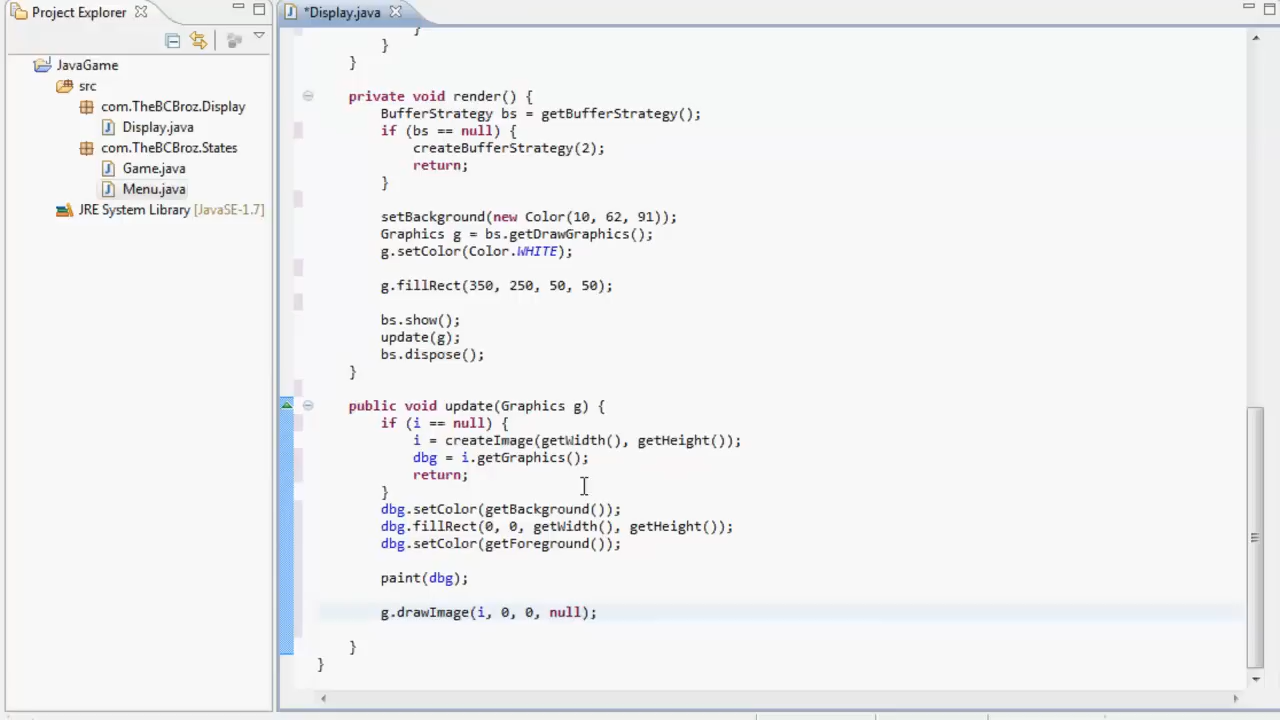 Project Explorer
*Display.java
JavaGame
src
com.TheBCBroz.Display
Display.java
com.TheBCBroz.States
Game.java
Menu.java
JRE System Library [JavaSE-1.7]
}
}
}
private void render() {
BufferStrategy bs = getBufferStrategy();
if (bs == null) {
createBufferStrategy(2);
return;
}
setBackground(new Color(10, 62, 91));
Graphics g = bs.getDrawGraphics();
g.setColor(Color.WHITE);
g.fillRect(350, 250, 50, 50);
bs.show();
update(g);
bs.dispose();
}
public void update(Graphics g) {
if (i == null) {
i = createImage(getWidth(), getHeight());
dbg = i.getGraphics();
return;
}
dbg.setColor(getBackground());
dbg.fillRect(0, 0, getWidth(), getHeight());
dbg.setColor(getForeground());
paint(dbg);
g.drawImage(i, 0, 0, null);
}
}